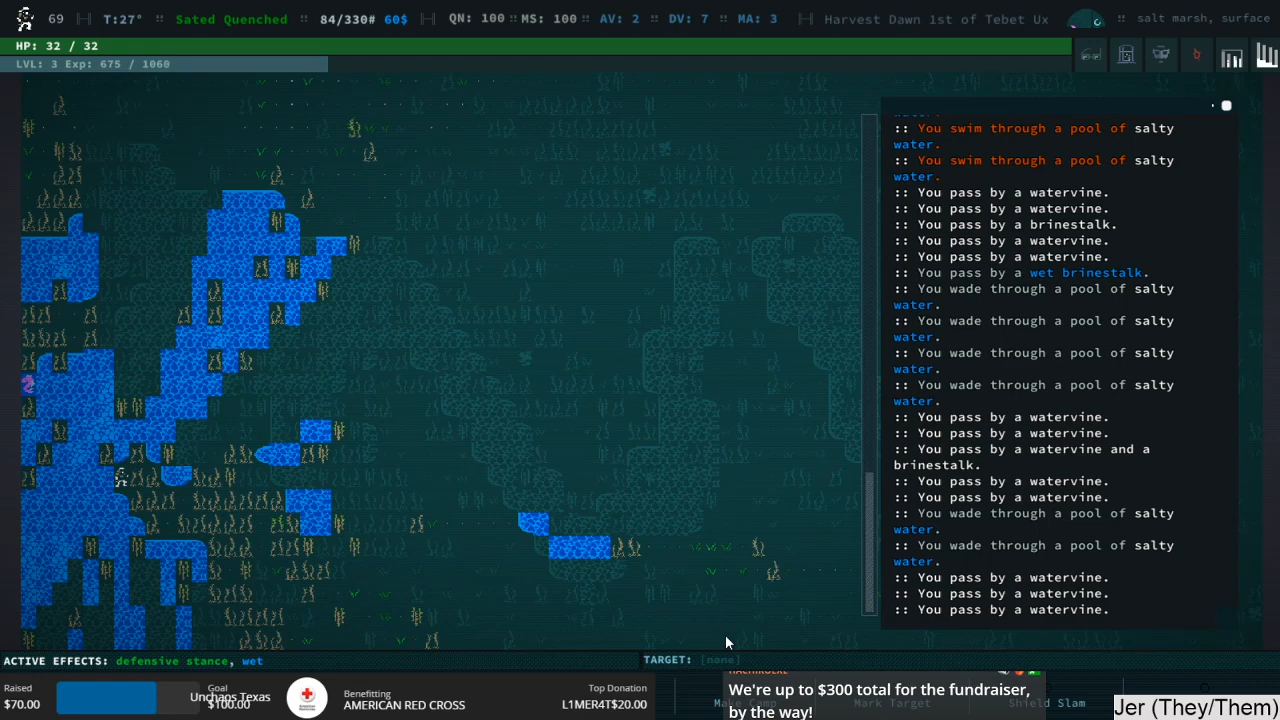 69 T:27° :: Sated Quenched :: 84/330# 60$ QN: 100 :: MS: 100 :: AV: 2 :: DV: 7 :: MA: 3 Harvest Dawn 1st of Tebet Ux :: salt marsh, surface
HP: 32 / 32
LVL: 3 Exp: 675 / 1060
water.
:: You swim through a pool of salty
water.
:: You swim through a pool of salty
water.
:: You pass by a watervine.
:: You pass by a watervine.
:: You pass by a brinestalk.
:: You pass by a watervine.
:: You pass by a watervine.
:: You pass by a wet brinestalk.
:: You wade through a pool of salty
water.
:: You wade through a pool of salty
water.
:: You wade through a pool of salty
water.
:: You wade through a pool of salty
water.
:: You pass by a watervine.
:: You pass by a watervine.
:: You pass by a watervine and a
brinestalk.
:: You pass by a watervine.
:: You pass by a watervine.
:: You wade through a pool of salty
water.
:: You wade through a pool of salty
water.
:: You pass by a watervine.
:: You pass by a watervine.
:: You pass by a watervine.
ACTIVE EFFECTS: defensive stance, wet
TARGET: [none]
Raised
$70.00
Goal
$100.00
Unchags Texas
Benefitting
AMERICAN RED CROSS
Top Donation
L1MER4T$20.00
We're up to $300 total for the fundraiser,
by the way!
Make Camp
Mark Target
Shield Slam
Jer (They/Them)